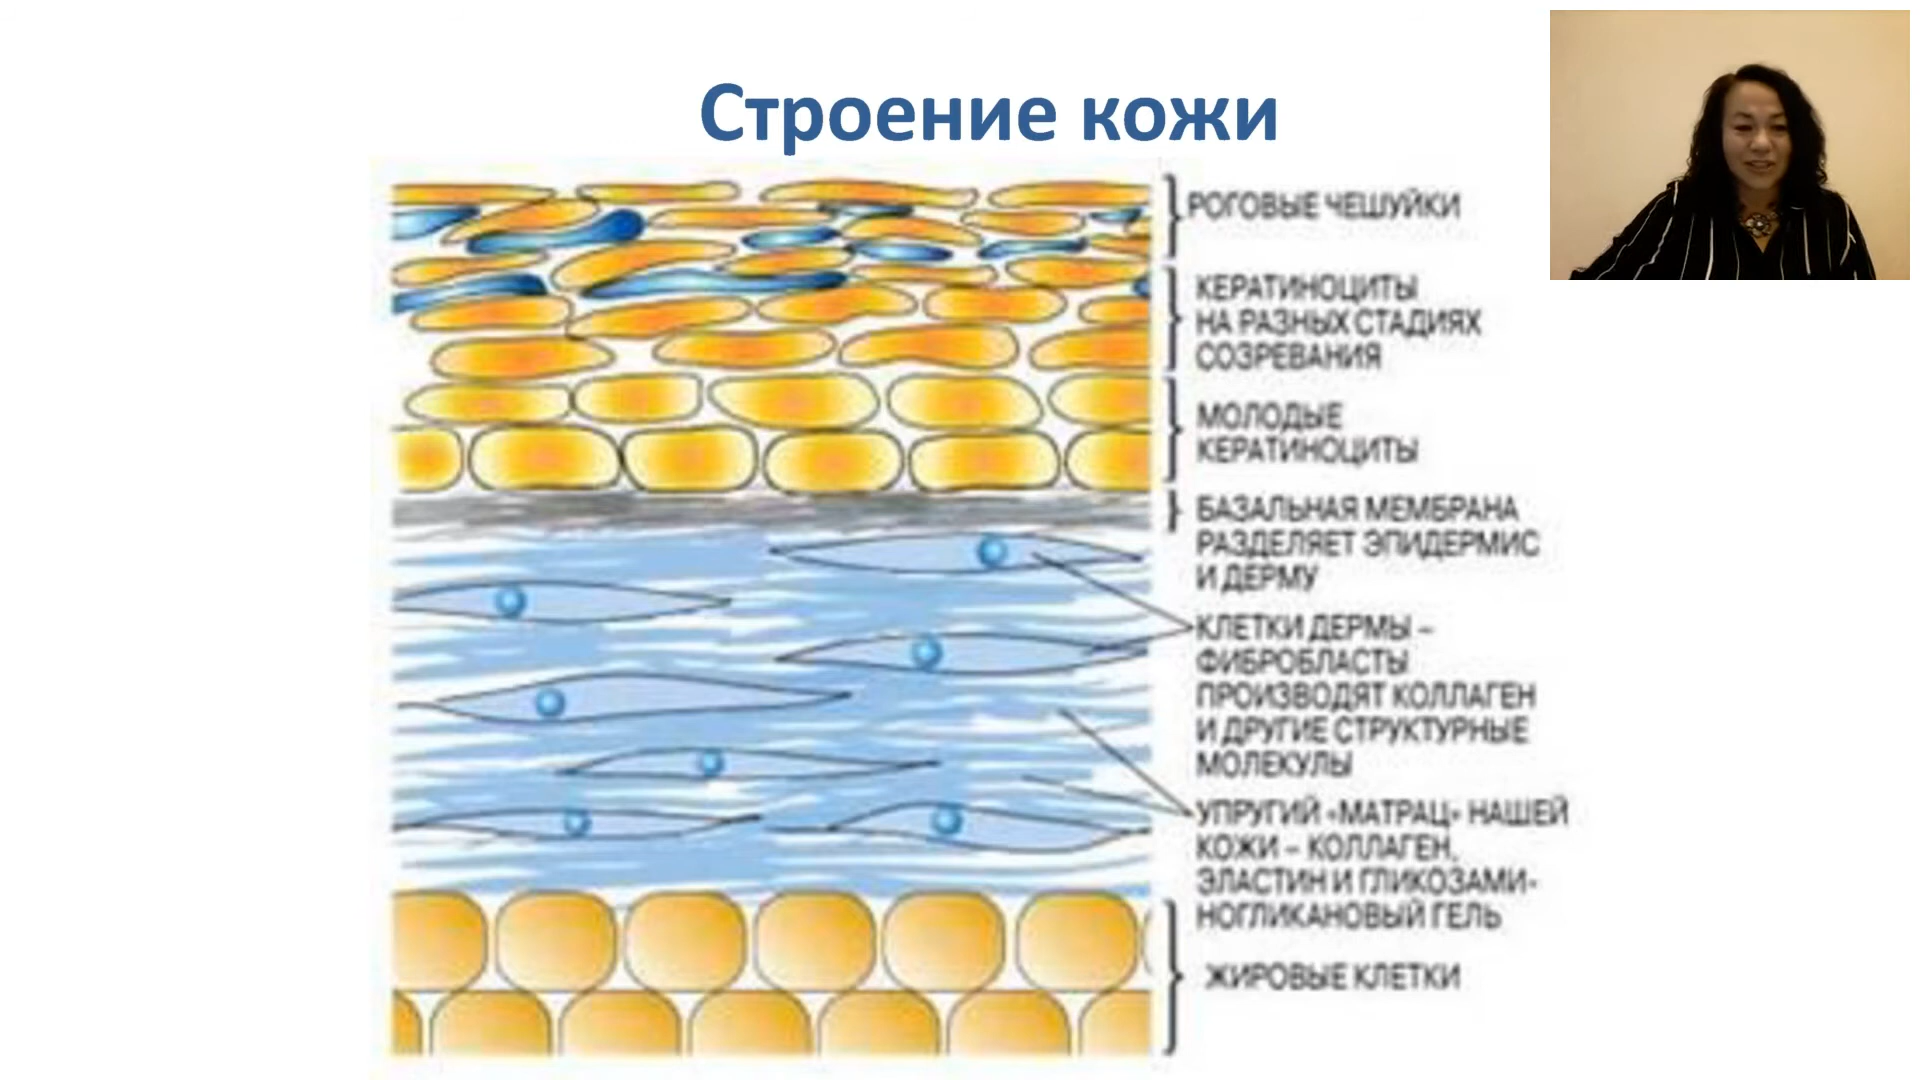 Строение кожи
РОГОВЫЕ ЧЕШУЙКИ
КЕРАТИНОЦИТЫ
НА РАЗНЫХ СТАДИЯХ
СОЗРЕВАНИЯ
МОЛОДЫЕ
КЕРАТИНОЦИТЫ
БАЗАЛЬНАЯ МЕМБРАНА
РАЗДЕЛЯЕТ ЭПИДЕРМИС
И ДЕРМУ
КЛЕТКИ ДЕРМЫ –
ФИБРОБЛАСТЫ
ПРОИЗВОДЯТ КОЛЛАГЕН
И ДРУГИЕ СТРУКТУРНЫЕ
МОЛЕКУЛЫ
УПРУГИЙ «МАТРАЦ» НАШЕЙ
КОЖИ – КОЛЛАГЕН,
ЭЛАСТИН И ГЛИКОЗАМИ-
НОГЛИКАНОВЫЙ ГЕЛЬ
ЖИРОВЫЕ КЛЕТКИ